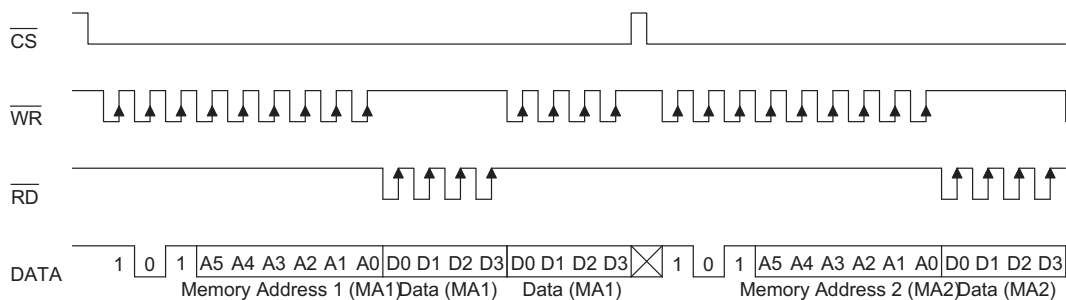 CS
WR
RD
DATA 1 0 1 A5 A4 A3 A2 A1 A0 D0 D1 D2 D3 D0 D1 D2 D3 1 0 1 A5 A4 A3 A2 A1 A0 D0 D1 D2 D3
Memory Address 1 (MA1) Data (MA1) Data (MA1) Memory Address 2 (MA2) Data (MA2)